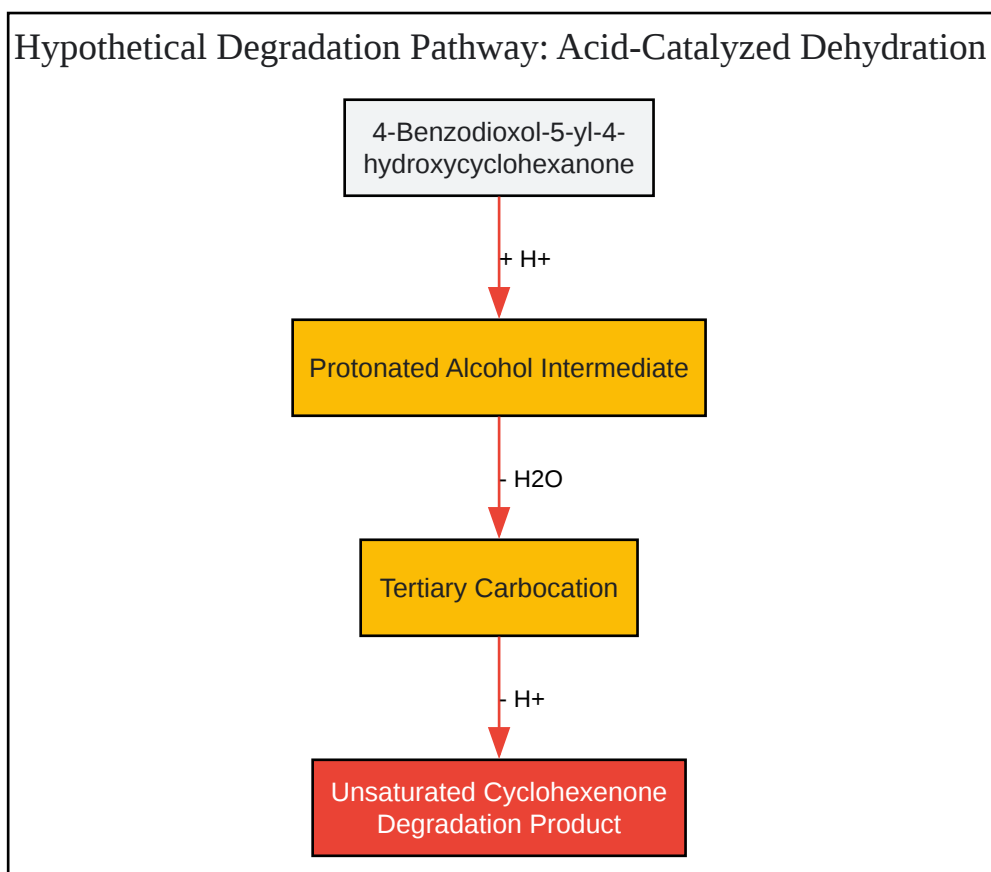 Hypothetical Degradation Pathway: Acid-Catalyzed Dehydration
4-Benzodioxol-5-yl-4-
hydroxycyclohexanone
+ H+
Protonated Alcohol Intermediate
- H2O
Tertiary Carbocation
- H+
Unsaturated Cyclohexenone
Degradation Product